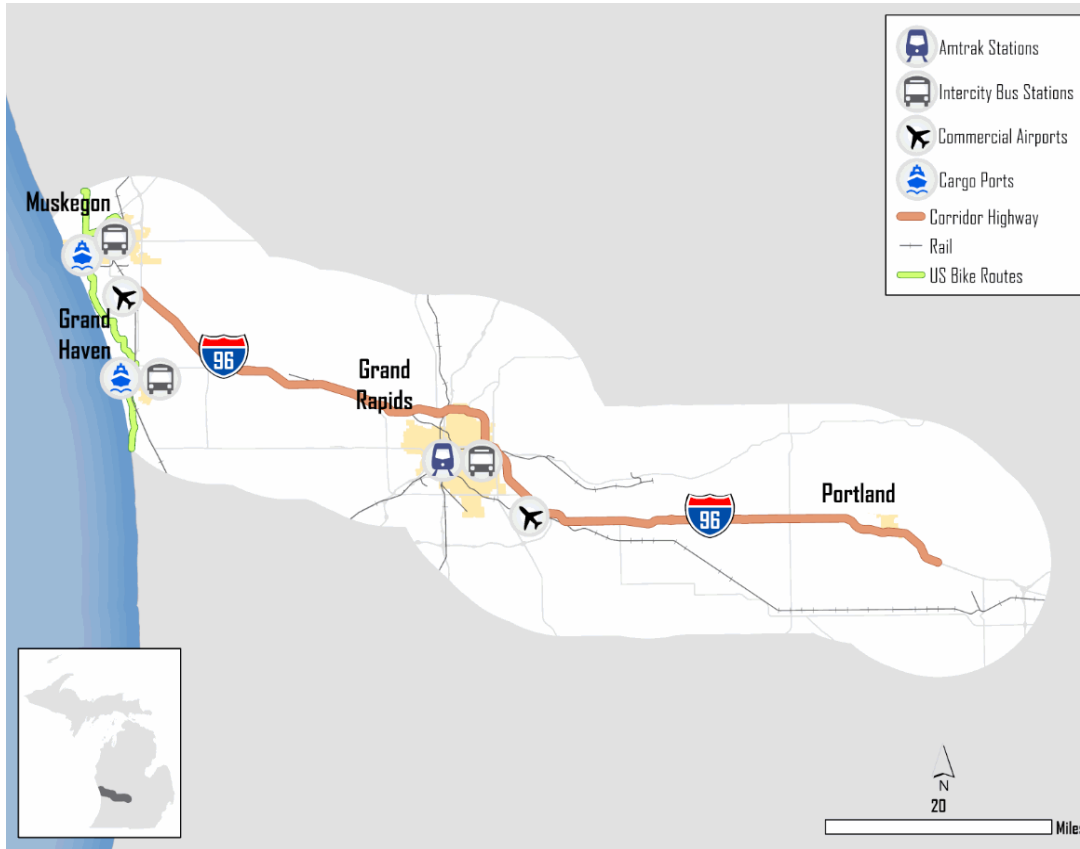 Amtrak Stations
Intercity Bus Stations
Commercial Airports
Cargo Ports
Corridor Highway
Rail
US Bike Routes
Muskegon
Grand
Haven
96
Grand
Rapids
96
Portland
N
20
Miles